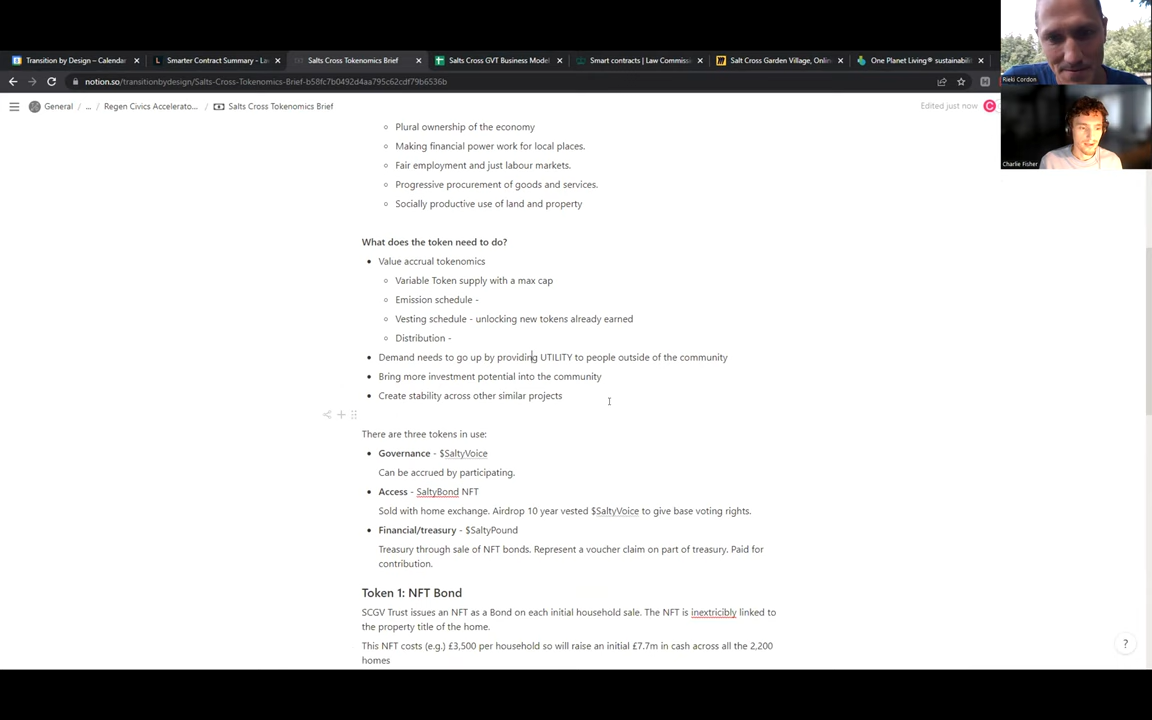 Transition by Design – Calendar
Smarter Contract Summary - La
Salts Cross Tokenomics Brief
Salts Cross GVT Business Model
Smart contracts | Law Commiss
Salt Cross Garden Village, Onlin
One Planet Living® sustainabili
notion.so/transitionbydesign/Salts-Cross-Tokenomics-Brief-b58fc7b0492d4aa795c62cdf79b6536b
General / ... / Regen Civics Accelerato... / Salts Cross Tokenomics Brief
Edited just now
C
Rieki Cordon
Charlie Fisher
Plural ownership of the economy
Making financial power work for local places.
Fair employment and just labour markets.
Progressive procurement of goods and services.
Socially productive use of land and property
What does the token need to do?
Value accrual tokenomics
Variable Token supply with a max cap
Emission schedule -
Vesting schedule - unlocking new tokens already earned
Distribution -
Demand needs to go up by providing UTILITY to people outside of the community
Bring more investment potential into the community
Create stability across other similar projects
There are three tokens in use:
Governance - $SaltyVoice
Can be accrued by participating.
Access - SaltyBond NFT
Sold with home exchange. Airdrop 10 year vested $SaltyVoice to give base voting rights.
Financial/treasury - $SaltyPound
Treasury through sale of NFT bonds. Represent a voucher claim on part of treasury. Paid for
contribution.
Token 1: NFT Bond
SCGV Trust issues an NFT as a Bond on each initial household sale. The NFT is inextricibly linked to
the property title of the home.
This NFT costs (e.g.) £3,500 per household so will raise an initial £7.7m in cash across all the 2,200
homes
?